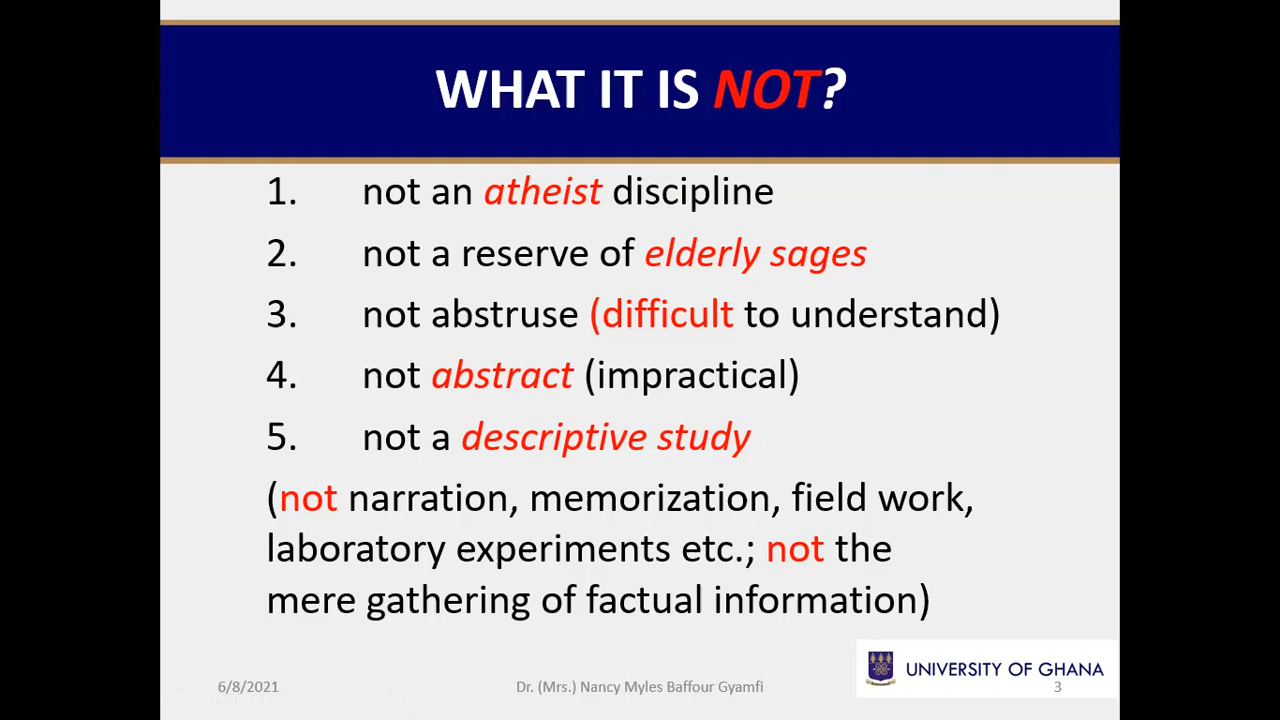 WHAT IT IS NOT?
1. not an atheist discipline
2. not a reserve of elderly sages
3. not abstruse (difficult to understand)
4. not abstract (impractical)
5. not a descriptive study
(not narration, memorization, field work,
laboratory experiments etc.; not the
mere gathering of factual information)
UNIVERSITY OF GHANA
6/8/2021
Dr. (Mrs.) Nancy Myles Baffour Gyamfi
3